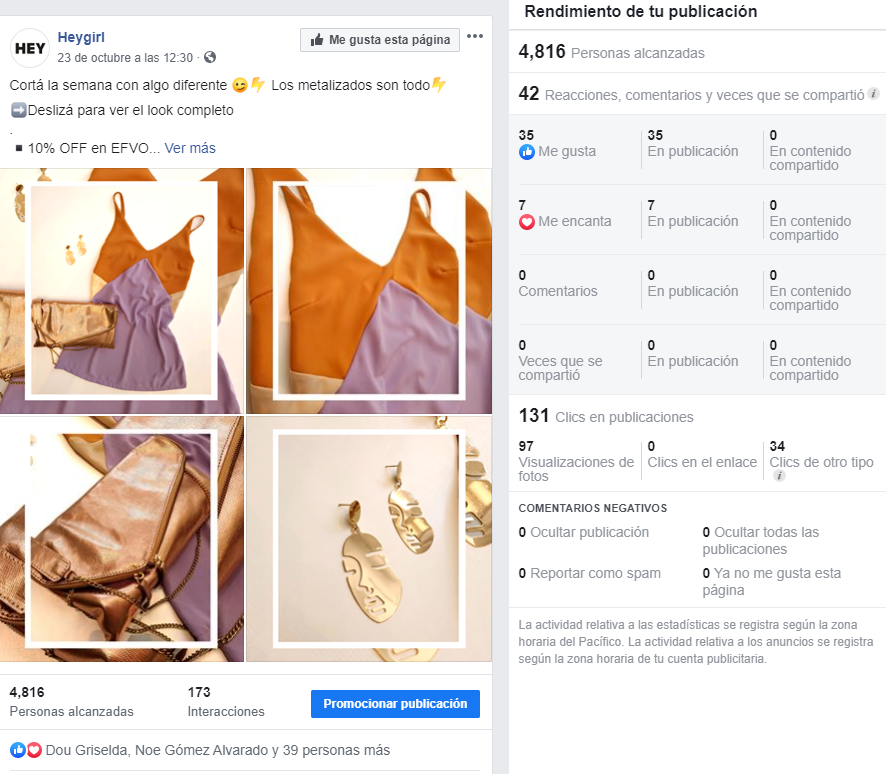 HEY
Heygirl
23 de octubre a las 12:30 ·
Me gusta esta página
Cortá la semana con algo diferente 😉⚡ Los metalizados son todo⚡
➡️Deslizá para ver el look completo
.
▪ 10% OFF en EFVO... Ver más
4,816
Personas alcanzadas
173
Interacciones
Promocionar publicación
Dou Griselda, Noe Gómez Alvarado y 39 personas más
Rendimiento de tu publicación
4,816 Personas alcanzadas
42 Reacciones, comentarios y veces que se compartió i
35
Me gusta
35
En publicación
0
En contenido
compartido
7
Me encanta
7
En publicación
0
En contenido
compartido
0
Comentarios
0
En publicación
0
En contenido
compartido
0
Veces que se
compartió
0
En publicación
0
En contenido
compartido
131 Clics en publicaciones
97
Visualizaciones de
fotos
0
Clics en el enlace
34
Clics de otro tipo
i
COMENTARIOS NEGATIVOS
0 Ocultar publicación
0 Ocultar todas las
publicaciones
0 Reportar como spam
0 Ya no me gusta esta
página
La actividad relativa a las estadísticas se registra según la zona
horaria del Pacífico. La actividad relativa a los anuncios se registra
según la zona horaria de tu cuenta publicitaria.